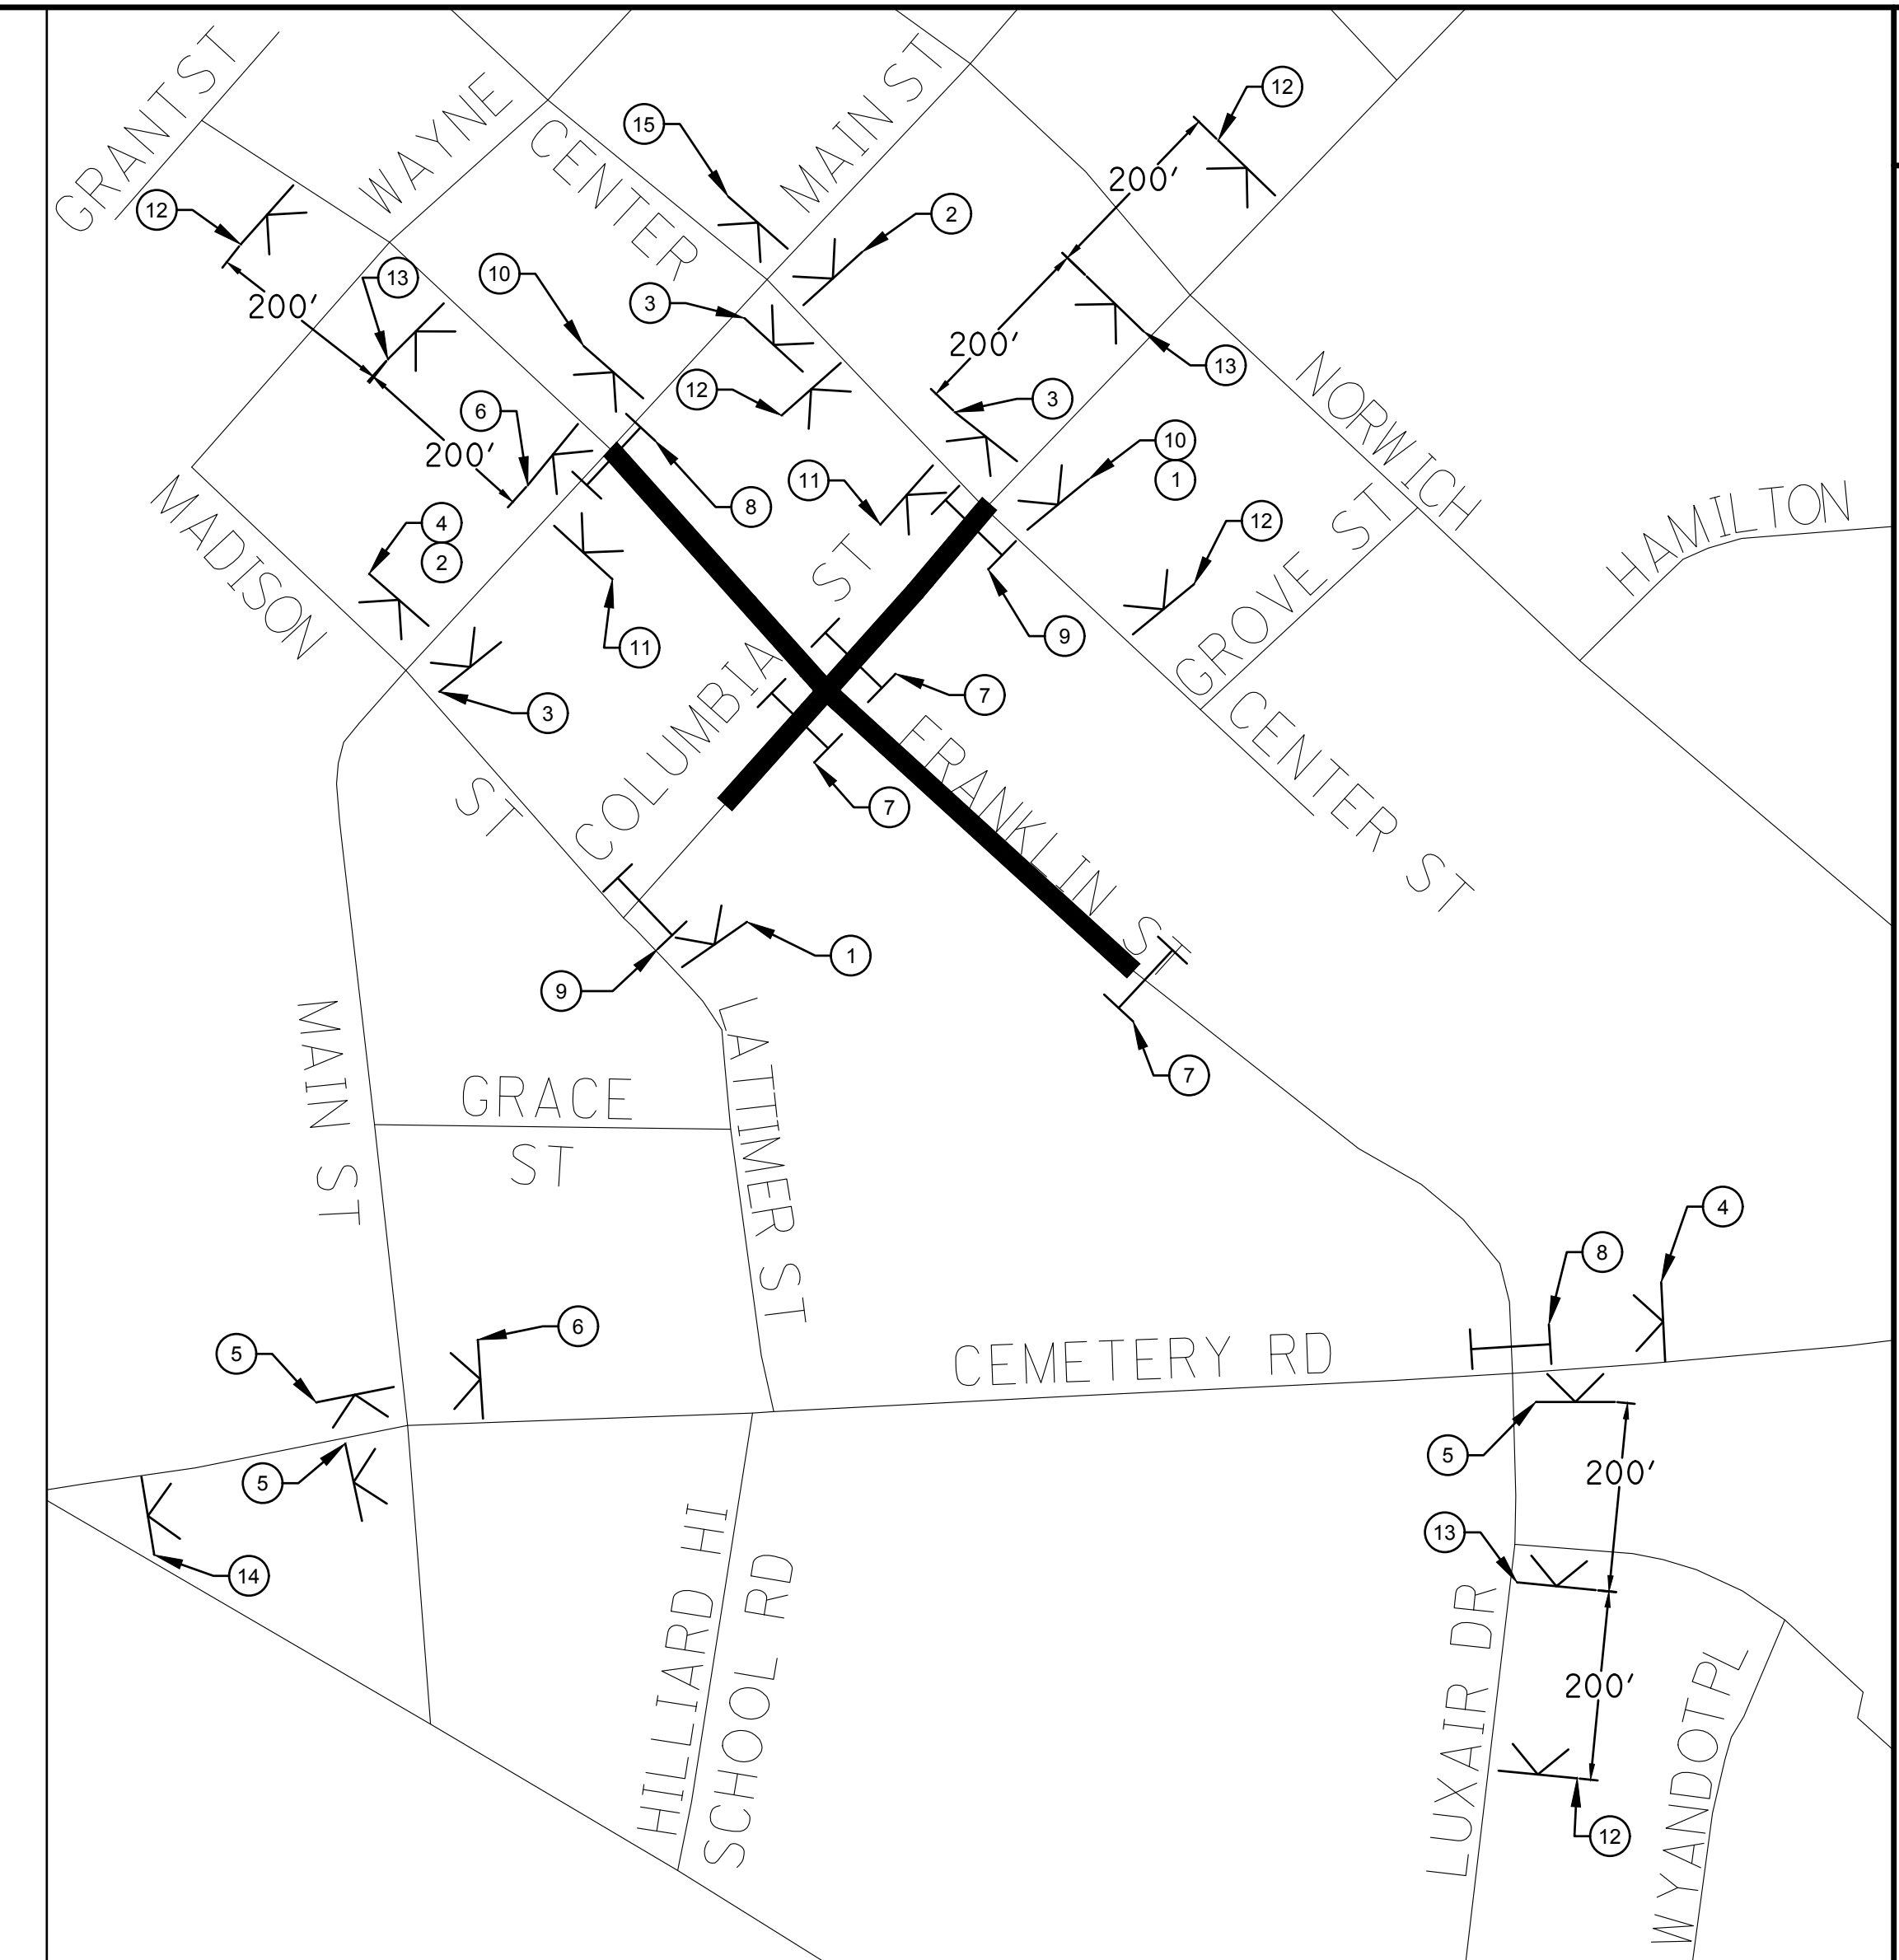 GRANT ST
WAYNE
CENTER
MAIN ST
15
12
2
12
200'
13
10
3
200'
200'
13
12
3
NORWICH
6
200'
8
11
10
1
12
HAMILTON
MADISON
ST
4
2
11
3
COLUMBIA ST
7
9
GROVE ST
CENTER ST
7
FRANKLIN ST
1
9
7
MAIN ST
GRACE
ST
LATTIMER ST
4
8
5
6
CEMETERY RD
5
14
5
200'
13
200'
12
HILLIARD HI
SCHOOL RD
LUXAIR DR
WYANDOT PL